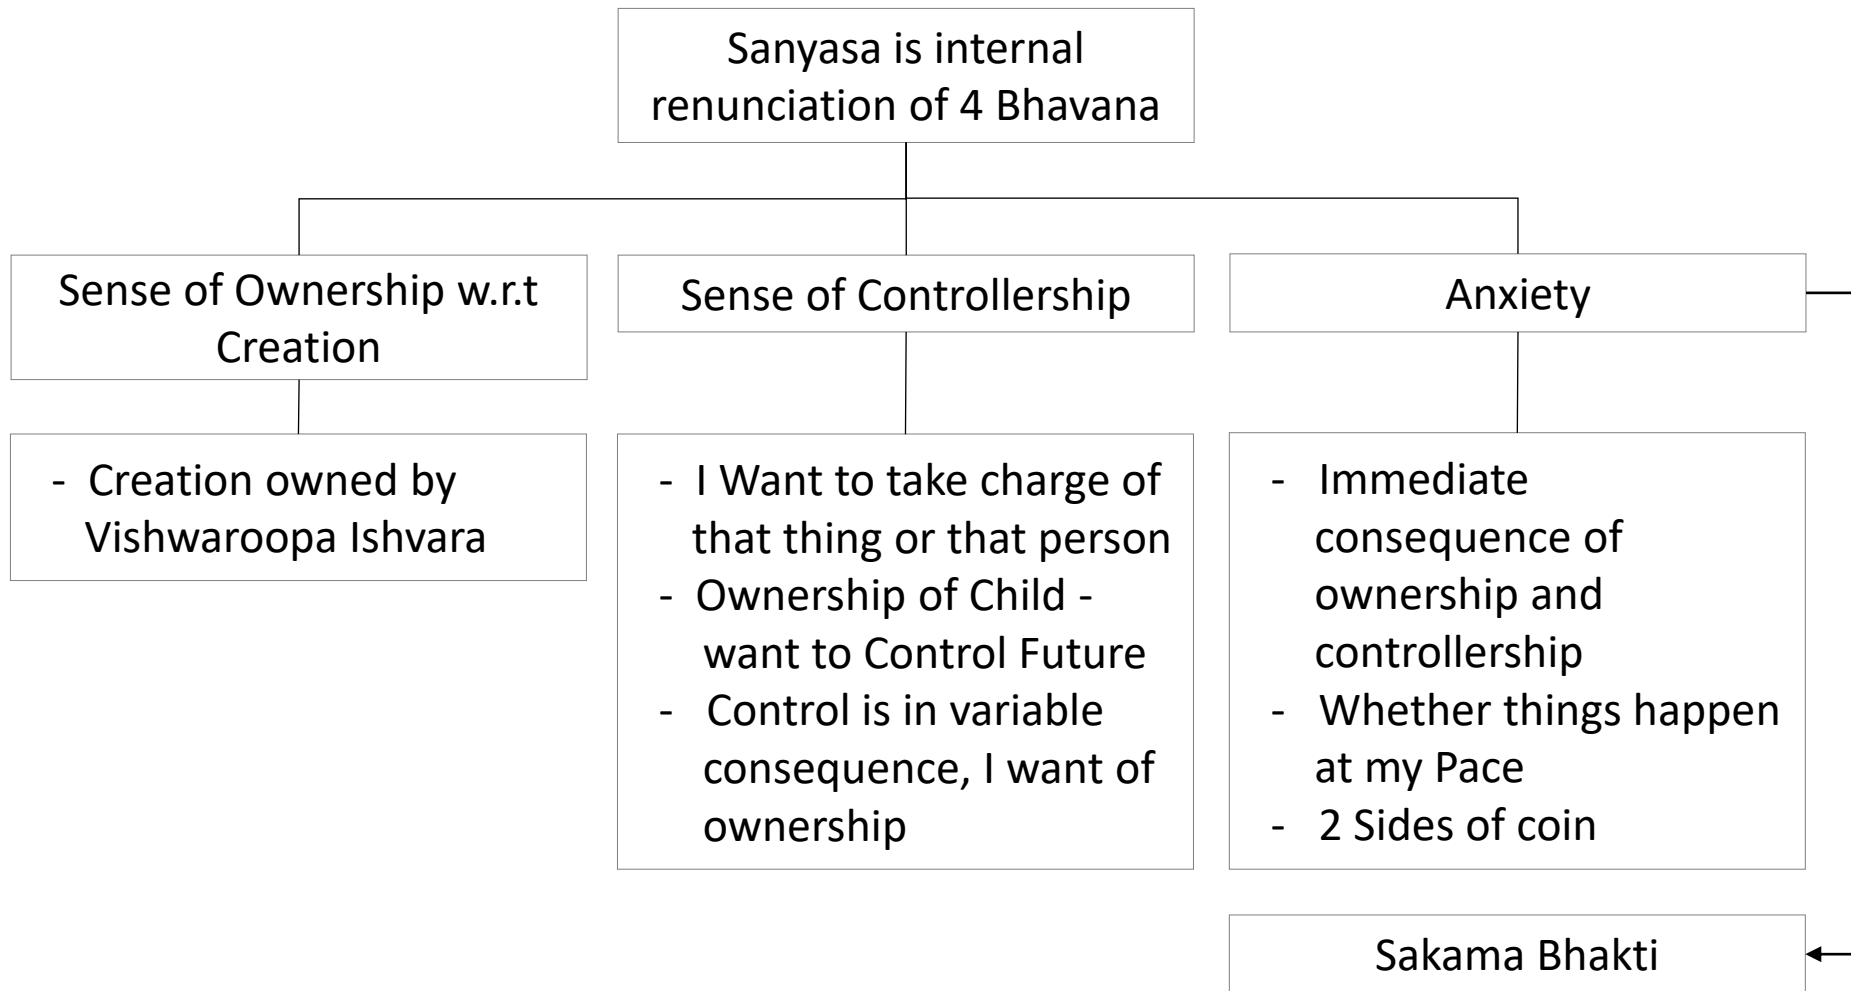 Sanyasa is internal
renunciation of 4 Bhavana
Sense of Ownership w.r.t
Creation
Sense of Controllership
Anxiety
- Creation owned by
Vishwaroopa Ishvara
- I Want to take charge of
that thing or that person
- Ownership of Child -
want to Control Future
- Control is in variable
consequence, I want of
ownership
- Immediate
consequence of
ownership and
controllership
- Whether things happen
at my Pace
- 2 Sides of coin
Sakama Bhakti